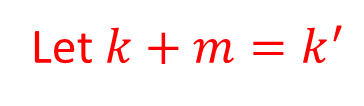 Let k + m = k′